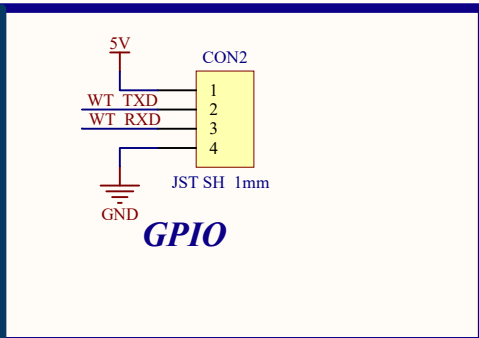 5V
CON2
1
WT TXD
2
WT RXD
3
4
JST SH 1mm
GND
GPIO